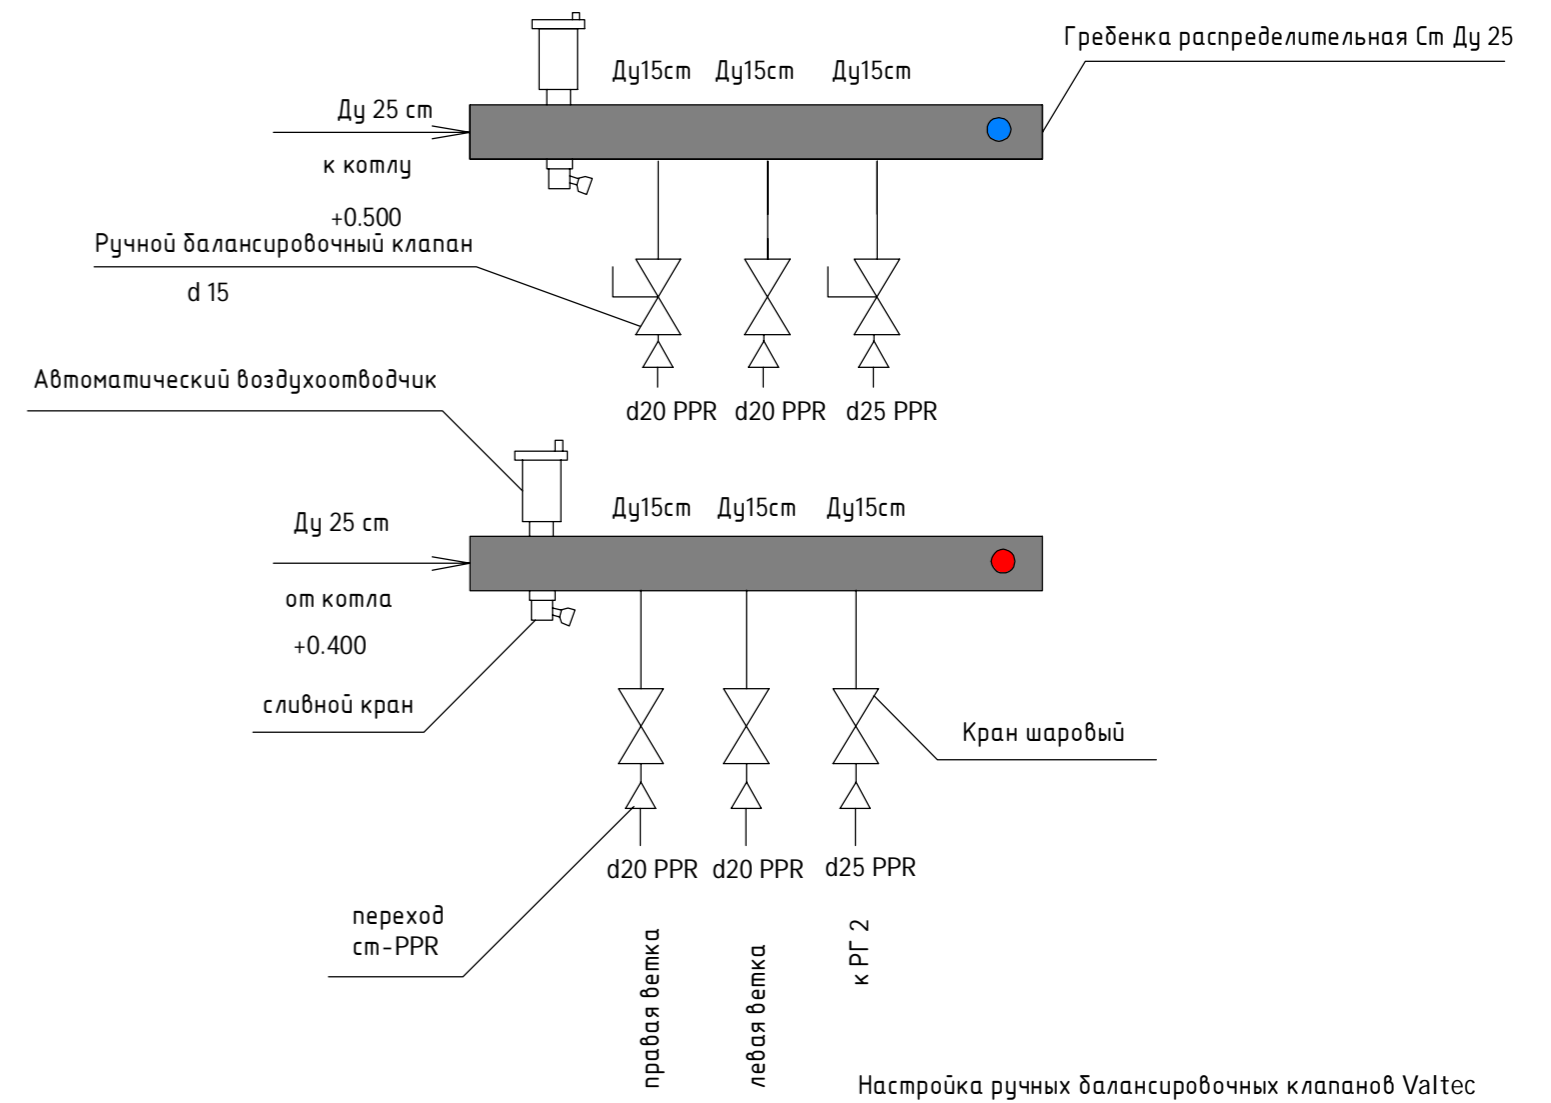 Гребенка распределительная Ст Ду 25
Ду15ст Ду15ст Ду15ст
Ду 25 ст
к котлу
+0.500
Ручной балансировочный клапан
d 15
Автоматический воздухоотводчик
d20 PPR d20 PPR d25 PPR
Ду15ст Ду15ст Ду15ст
Ду 25 ст
от котла
+0.400
сливной кран
Кран шаровый
d20 PPR d20 PPR d25 PPR
переход
ст-PPR
правая ветка
левая ветка
к РГ 2
Настройка ручных балансировочных клапанов Valtec